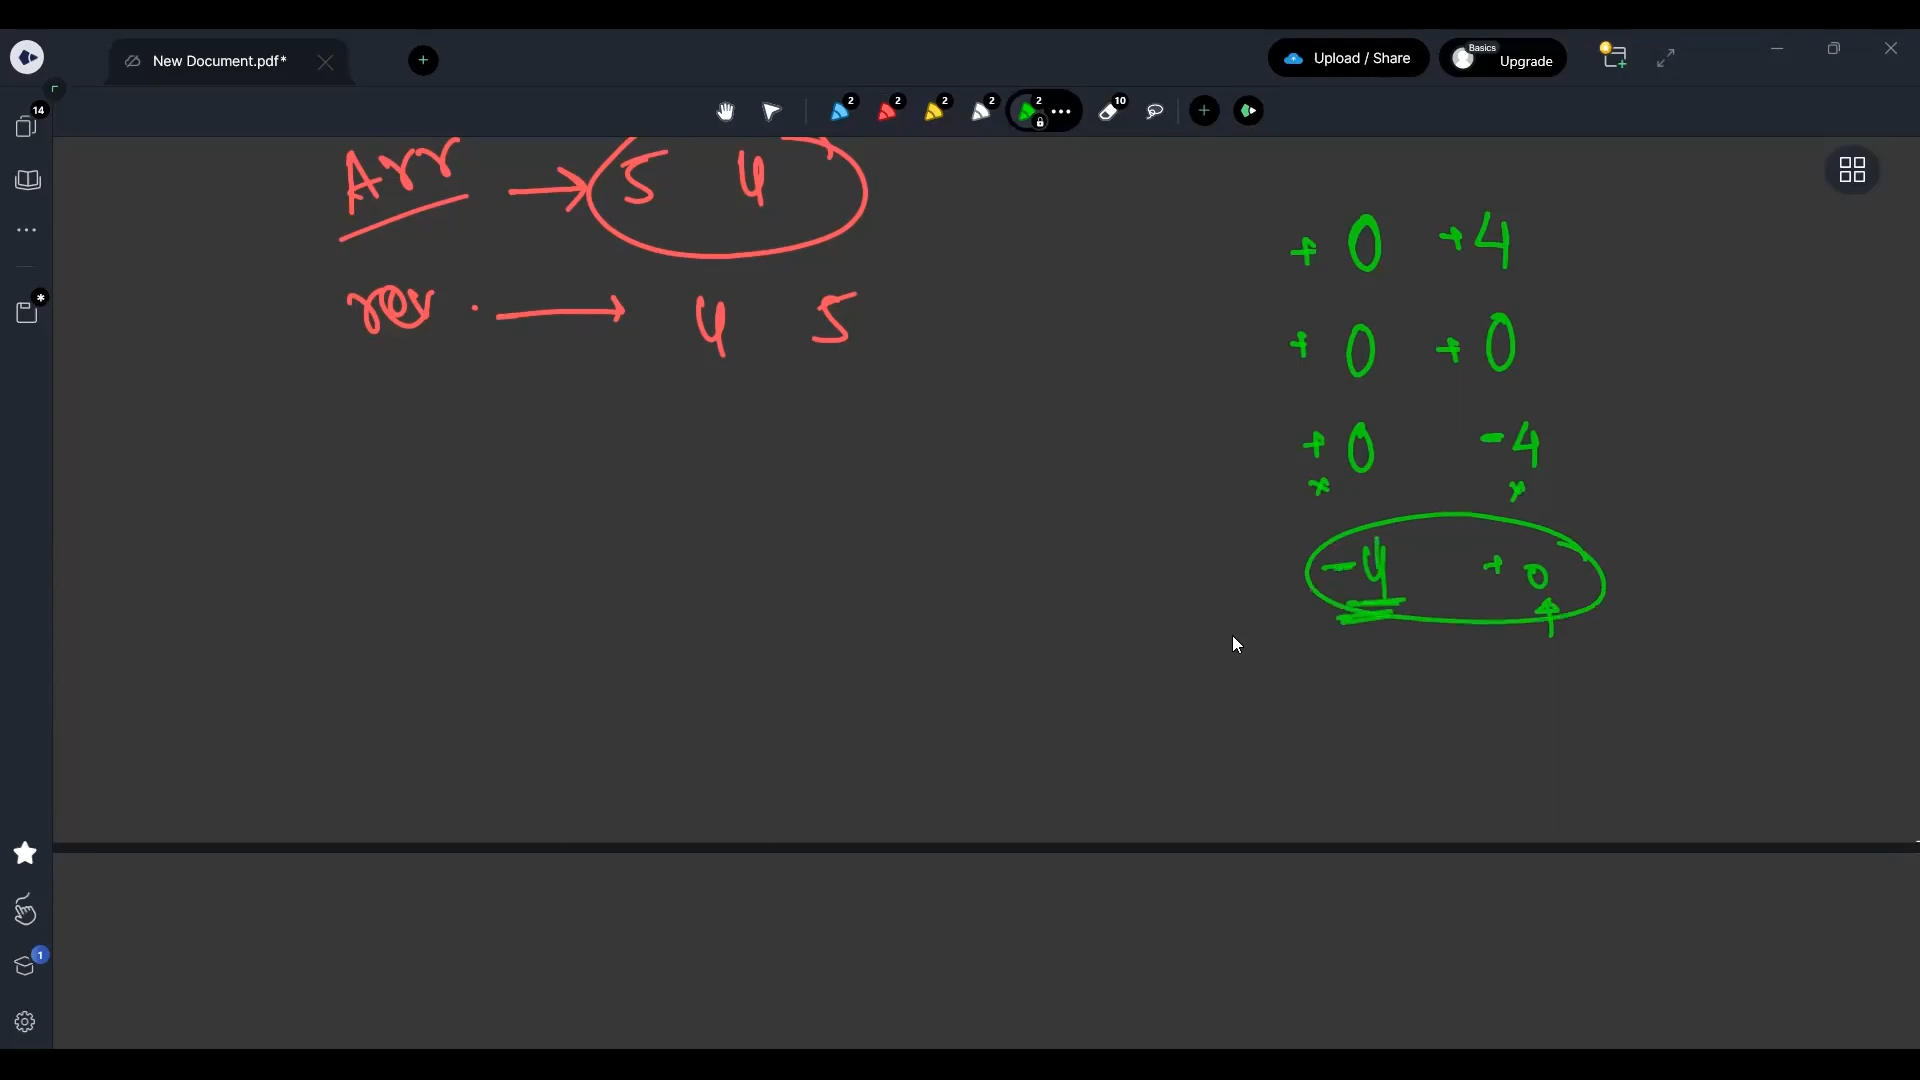 New Document.pdf*
Upload / Share
Basics
Upgrade
14
2
2
2
2
2
10
Arr → 5 4
rev . → 4 5
+ 0 + 4
+ 0 + 0
+ 0 - 4
- 4 + 0
1